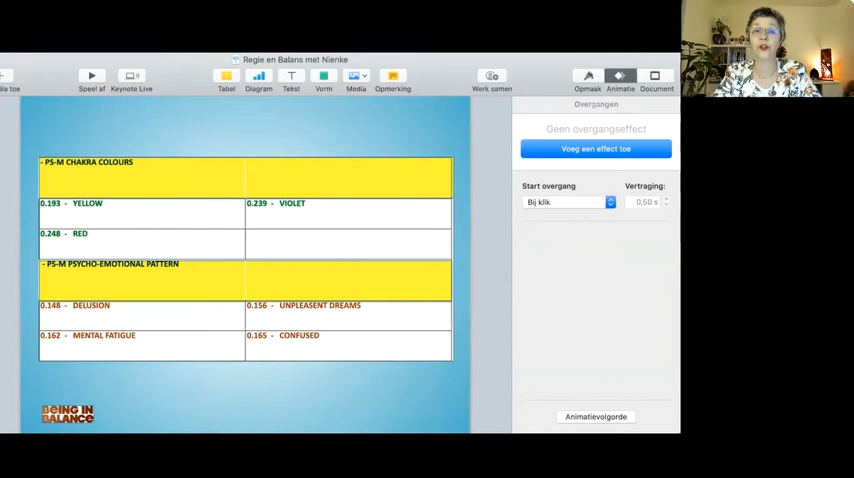 Regie en Balans met Nienke
dia toe
Speel af
Keynote Live
Tabel
Diagram
Tekst
Vorm
Media
Opmerking
Werk samen
Opmaak
Animatie
Document
Overgangen
Geen overgangseffect
Voeg een effect toe
Start overgang
Vertraging:
Bij klik
0,50 s
Animatievolgorde
- PS-M CHAKRA COLOURS
0.193 - YELLOW
0.239 - VIOLET
0.248 - RED
- PS-M PSYCHO-EMOTIONAL PATTERN
0.148 - DELUSION
0.156 - UNPLEASENT DREAMS
0.162 - MENTAL FATIGUE
0.165 - CONFUSED
BEING IN
BALANCE